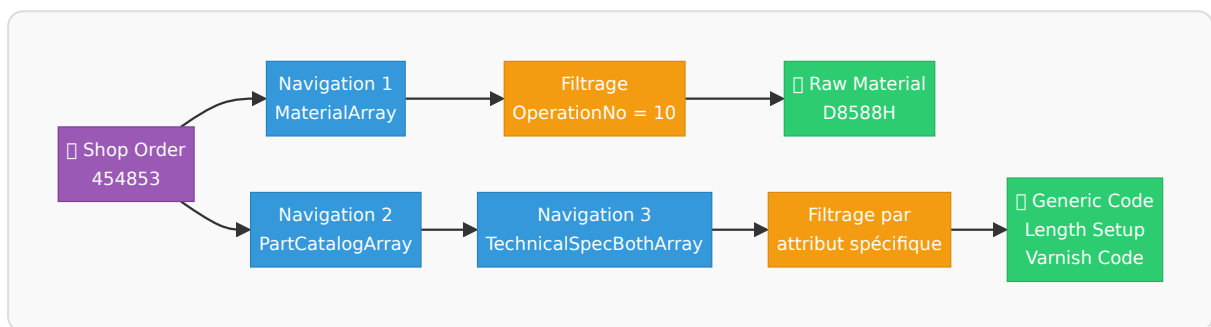 Shop Order
454853
Navigation 1
MaterialArray
Filtrage
OperationNo = 10
Raw Material
D8588H
Navigation 2
PartCatalogArray
Navigation 3
TechnicalSpecBothArray
Filtrage par
attribut spécifique
Generic Code
Length Setup
Varnish Code